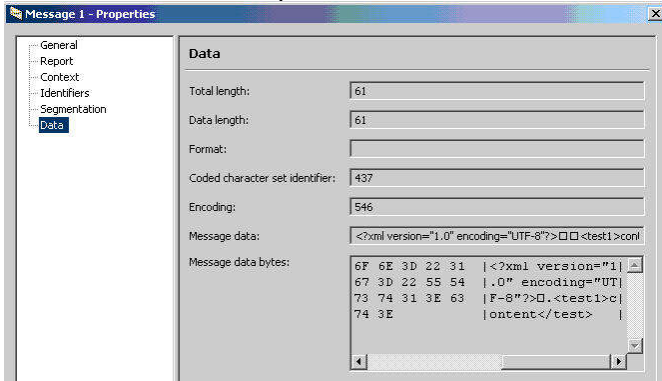 Message 1 - Properties
General
Report
Context
Identifiers
Segmentation
Data
Data
Total length: 61
Data length: 61
Format:
Coded character set identifier: 437
Encoding: 546
Message data: <?xml version="1.0" encoding="UTF-8"?>□□<test1>cont
Message data bytes:
6F 6E 3D 22 31 |<?xml version="1|
67 3D 22 55 54 |.0" encoding="UT|
73 74 31 3E 63 |F-8"?>□.<test1>c|
74 3E |ontent</test> |